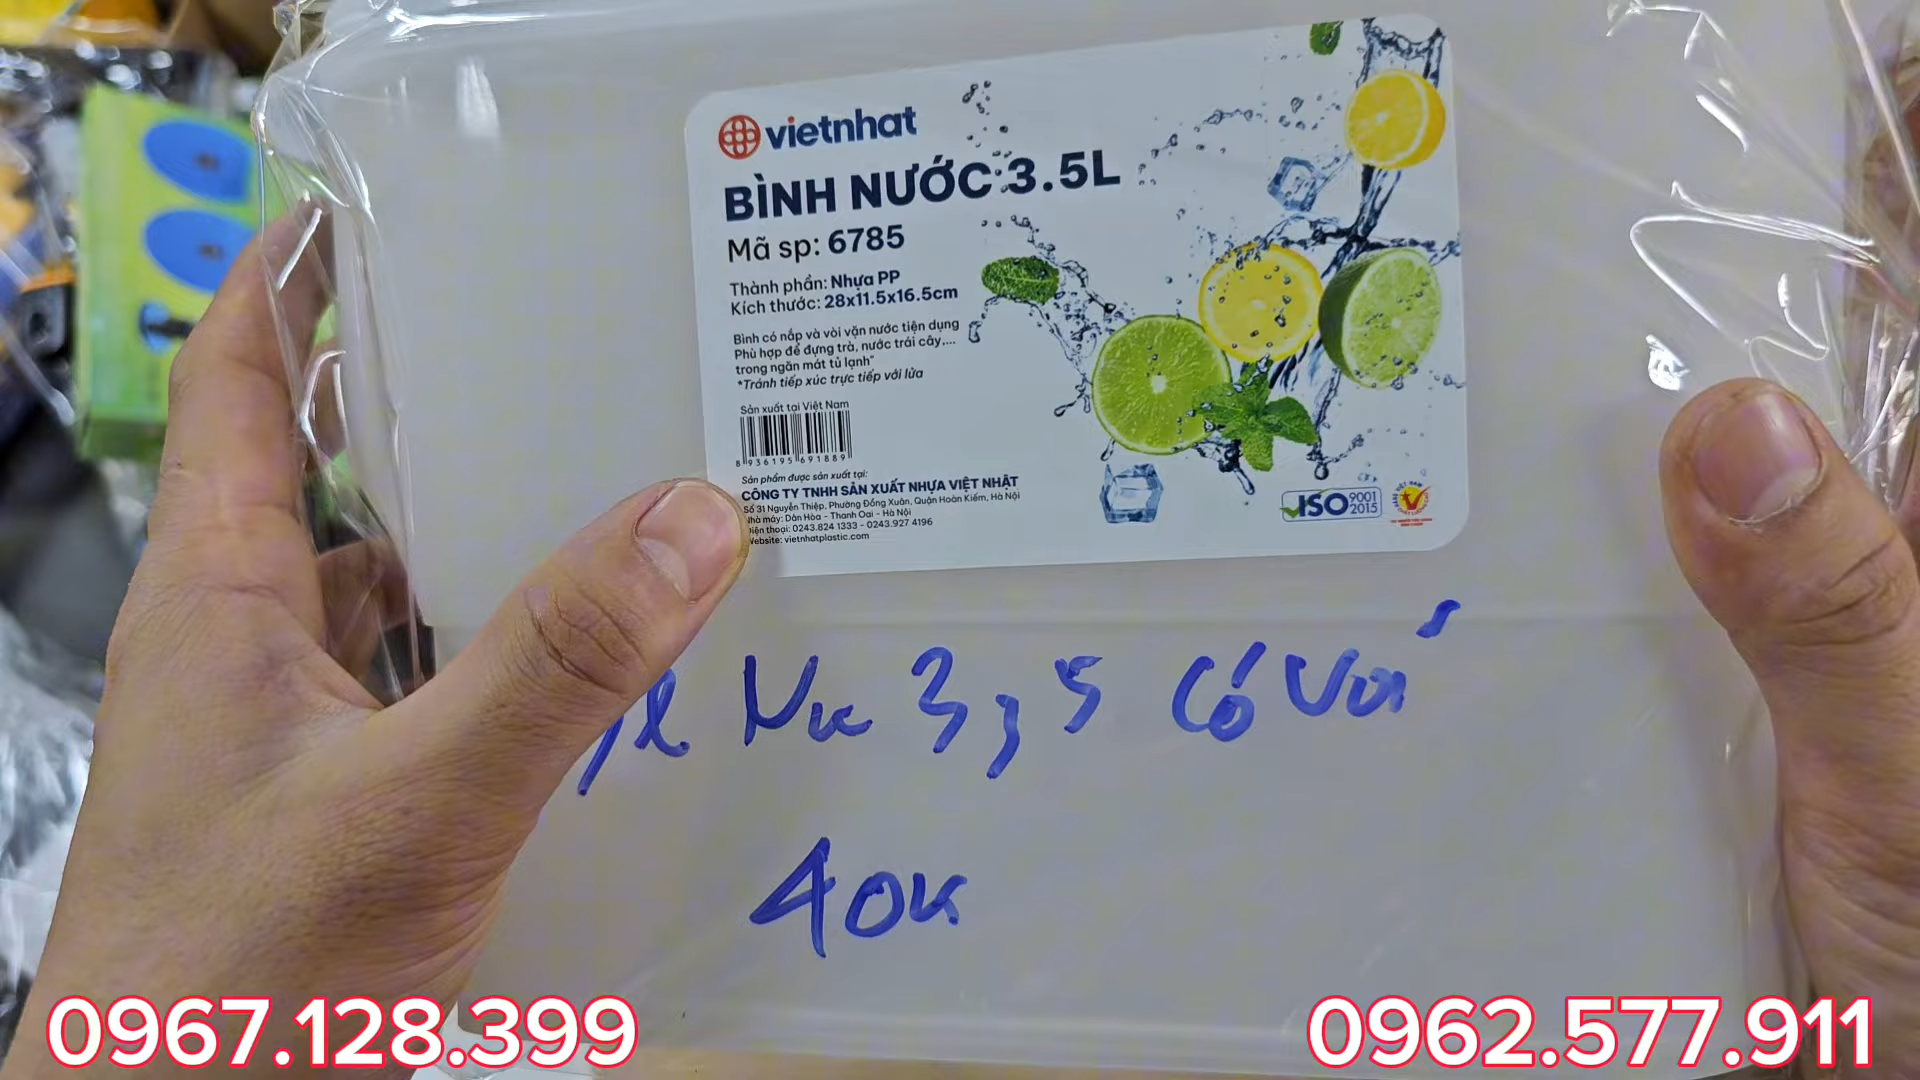 vietnhat
BÌNH NƯỚC 3.5L
Mã sp: 6785
Thành phần: Nhựa PP
Kích thước: 28x11.5x16.5cm
Bình có nắp và vòi vặn nước tiện dụng
Phù hợp để đựng trà, nước trái cây,...
trong ngăn mát tủ lạnh"
*Tránh tiếp xúc trực tiếp với lửa
Sản xuất tại Việt Nam
8 936195 691889
Sản phẩm được sản xuất tại:
CÔNG TY TNHH SẢN XUẤT NHỰA VIỆT NHẬT
Số 31 Nguyễn Thiệp, Phường Đồng Xuân, Quận Hoàn Kiếm, Hà Nội
Nhà máy: Dân Hòa - Thanh Oai - Hà Nội
Điện thoại: 0243.824 1333 - 0243.927 4196
Website: vietnhatplastic.com
ISO 9001 2015
3,5 Có Vòi
40k
0967.128.399
0962.577.911